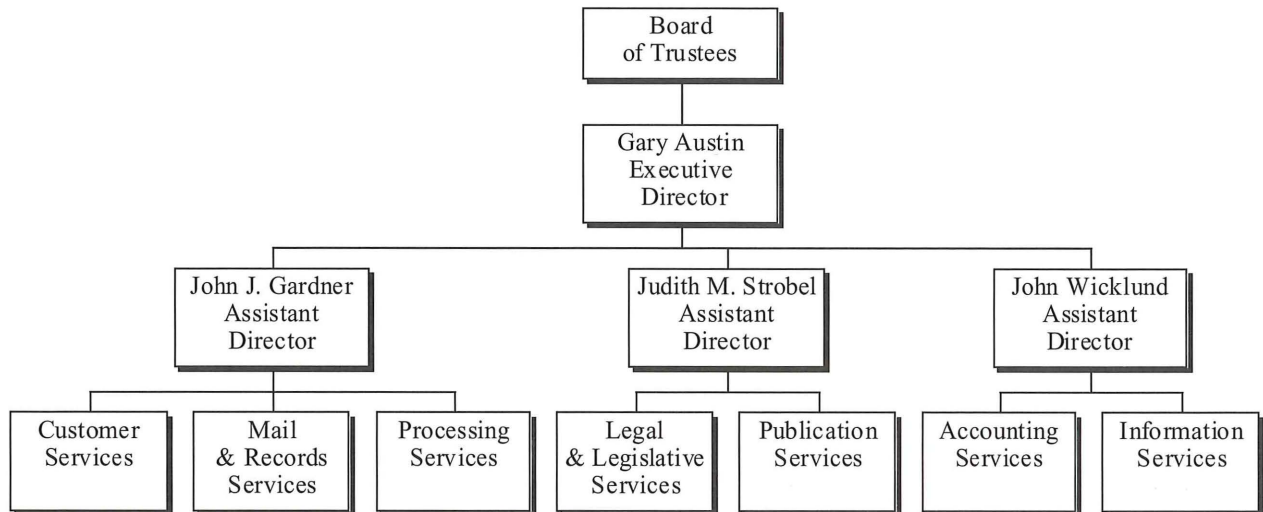 Board
of Trustees
Gary Austin
Executive
Director
John J. Gardner
Assistant
Director
Judith M. Strobel
Assistant
Director
John Wicklund
Assistant
Director
Customer
Services
Mail
& Records
Services
Processing
Services
Legal
& Legislative
Services
Publication
Services
Accounting
Services
Information
Services